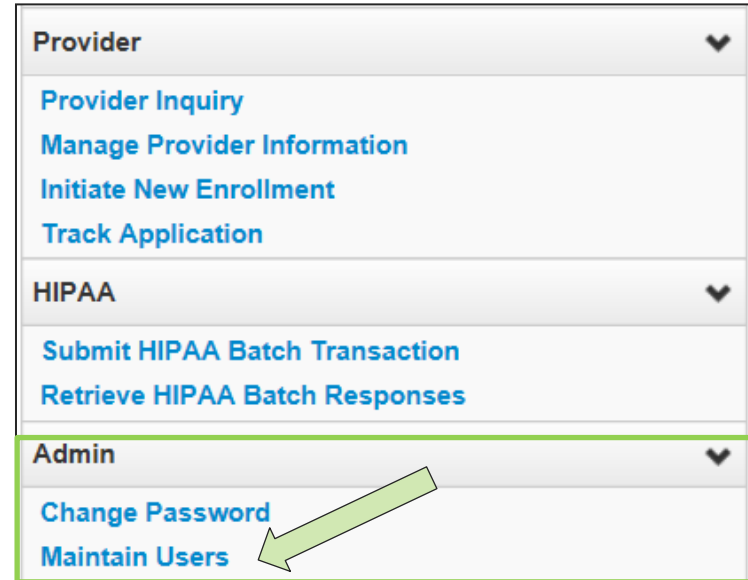 Provider
Provider Inquiry
Manage Provider Information
Initiate New Enrollment
Track Application
HIPAA
Submit HIPAA Batch Transaction
Retrieve HIPAA Batch Responses
Admin
Change Password
Maintain Users